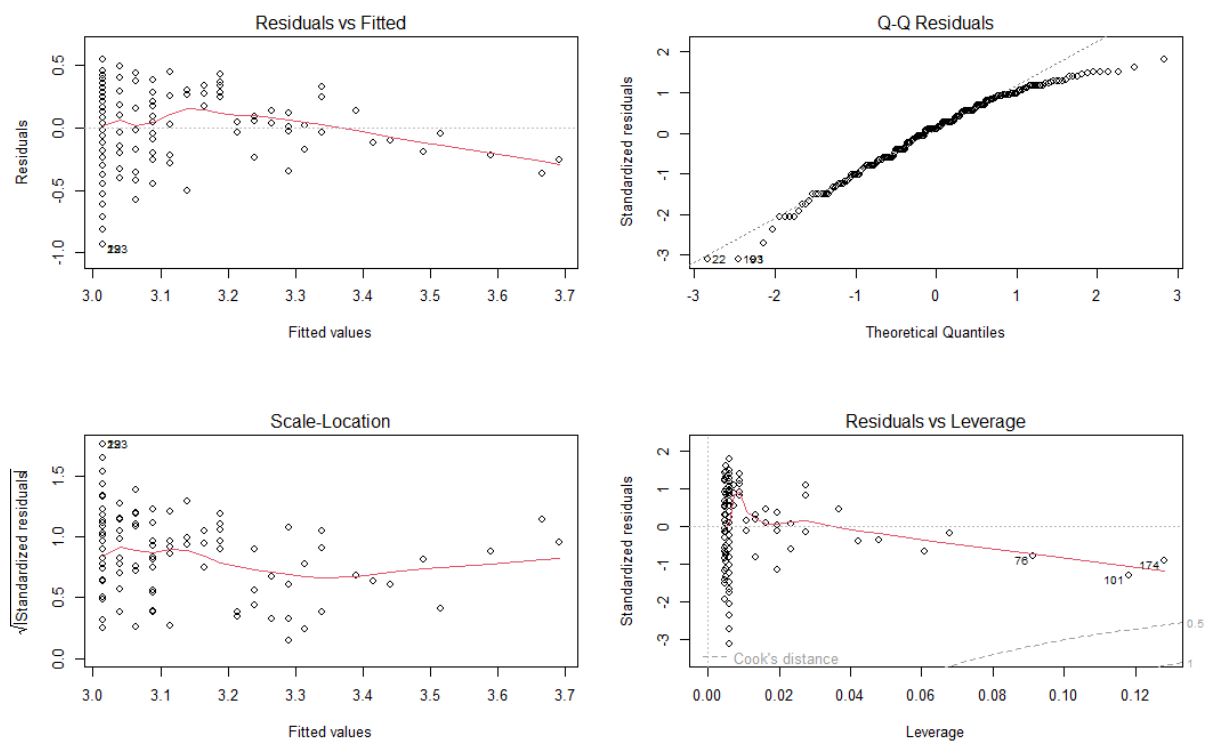 Residuals vs Fitted
Residuals
0.5
0.0
-0.5
-1.0
3.0 3.1 3.2 3.3 3.4 3.5 3.6 3.7
Fitted values
Q-Q Residuals
Standardized residuals
2
1
0
-1
-2
-3
22
193
-3 -2 -1 0 1 2 3
Theoretical Quantiles
Scale-Location
√|Standardized residuals|
1.5
1.0
0.5
0.0
3.0 3.1 3.2 3.3 3.4 3.5 3.6 3.7
Fitted values
Residuals vs Leverage
Standardized residuals
2
1
0
-1
-2
-3
76
101
174
0.5
1
Cook's distance
0.00 0.02 0.04 0.06 0.08 0.10 0.12
Leverage